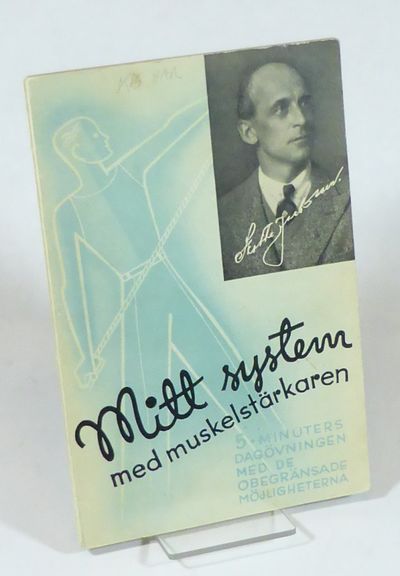 Mitt system
med muskelstärkaren
5-MINUTERS
DAGÖVNINGEN
MED DE
OBEGRÄNSADE
MÖJLIGHETERNA